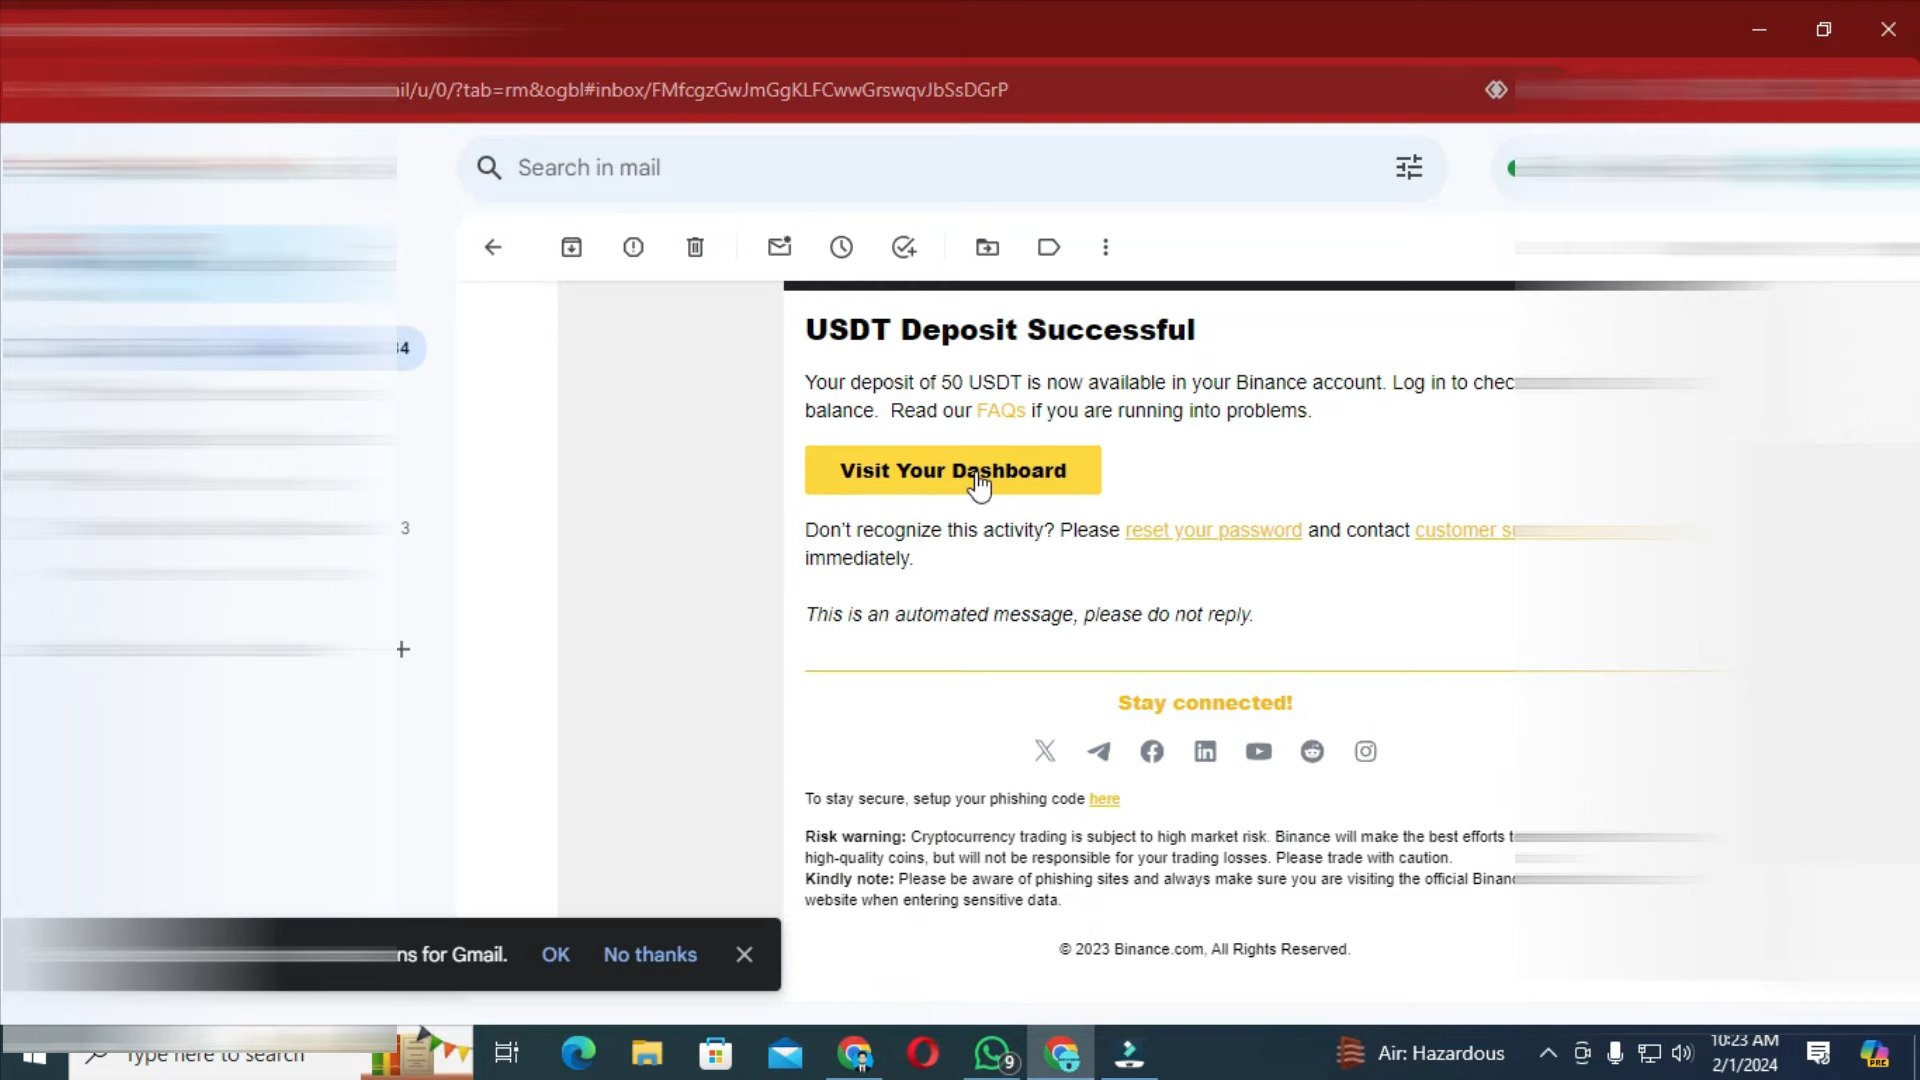 il/u/0/?tab=rm&ogbl#inbox/FMfcgzGwJmGgKLFCwwGrswqvJbSsDGrP
Search in mail
34
3
USDT Deposit Successful
Your deposit of 50 USDT is now available in your Binance account. Log in to chec
balance. Read our FAQs if you are running into problems.
Visit Your Dashboard
Don't recognize this activity? Please reset your password and contact customer s
immediately.
This is an automated message, please do not reply.
Stay connected!
To stay secure, setup your phishing code here
Risk warning: Cryptocurrency trading is subject to high market risk. Binance will make the best efforts t
high-quality coins, but will not be responsible for your trading losses. Please trade with caution.
Kindly note: Please be aware of phishing sites and always make sure you are visiting the official Binan
website when entering sensitive data.
© 2023 Binance.com, All Rights Reserved.
ns for Gmail. OK No thanks
Type here to search
9
Air: Hazardous
10:23 AM
2/1/2024
PRE